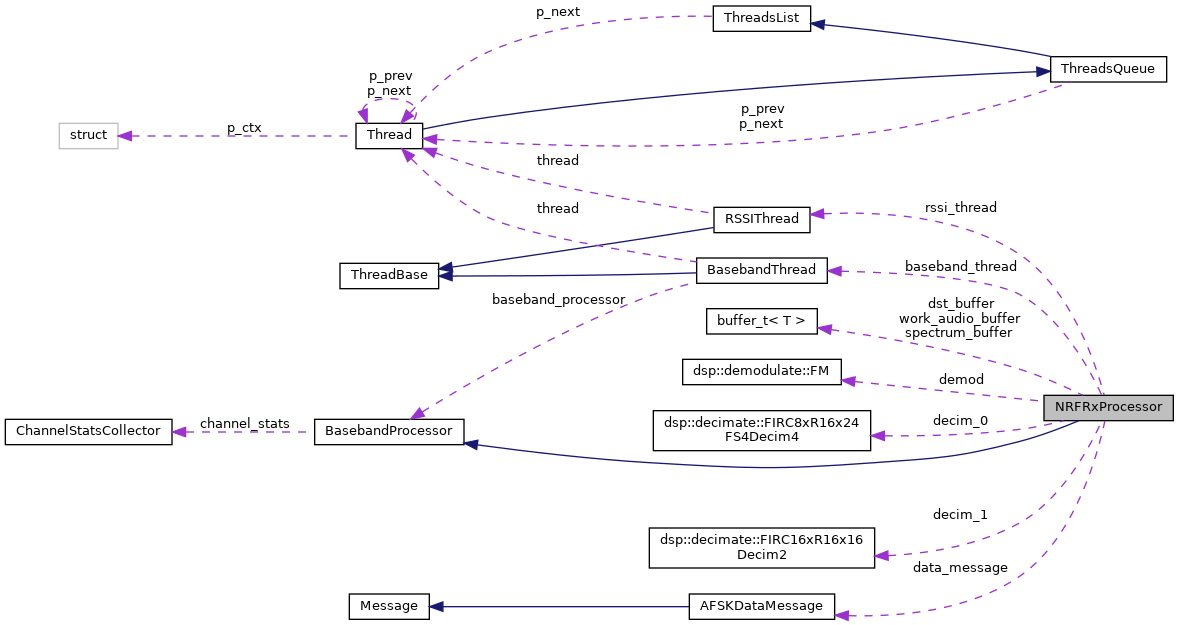 p_next
ThreadsList
ThreadsQueue
p_prev
p_next
p_prev
p_next
struct
p_ctx
Thread
thread
thread
RSSIThread
rssi_thread
ThreadBase
BasebandThread
baseband_thread
baseband_processor
dst_buffer
work_audio_buffer
spectrum_buffer
buffer_t< T >
dsp::demodulate::FM
demod
NRFRxProcessor
dsp::decimate::FIRC8xR16x24
FS4Decim4
decim_0
ChannelStatsCollector
channel_stats
BasebandProcessor
decim_1
dsp::decimate::FIRC16xR16x16
Decim2
data_message
Message
AFSKDataMessage